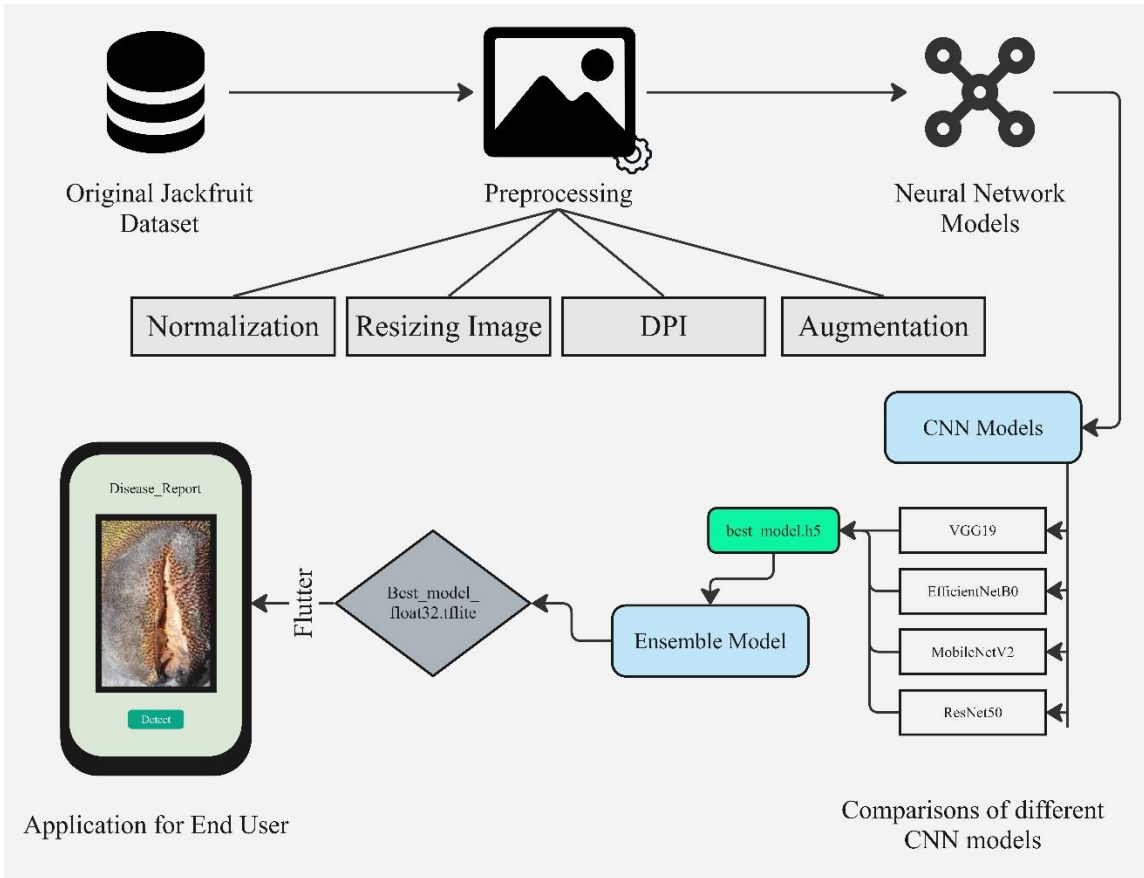 Original Jackfruit
Dataset
Preprocessing
Neural Network
Models
Normalization
Resizing Image
DPI
Augmentation
CNN Models
VGG19
EfficientNetB0
MobileNetV2
ResNet50
Comparisons of different
CNN models
best_model.h5
Ensemble Model
Best_model_
float32.tflite
Flutter
Disease_Report
Detect
Application for End User